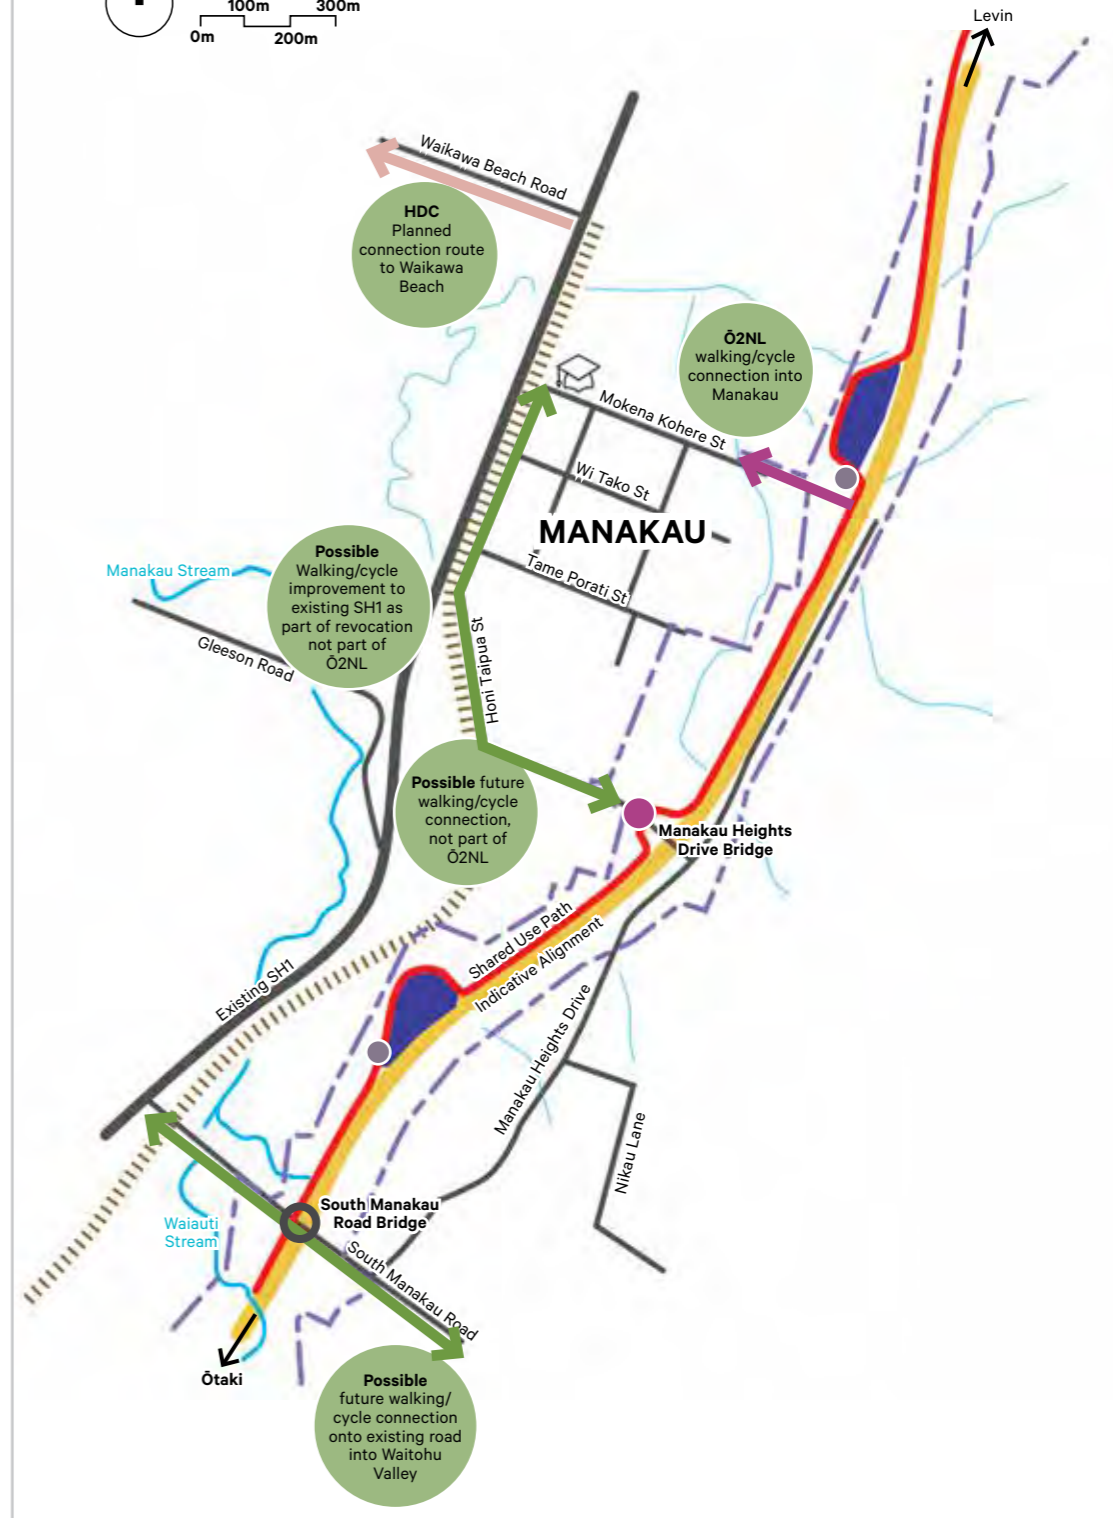 100m
300m
0m
200m
Levin
Waikawa Beach Road
HDC
Planned
connection route
to Waikawa
Beach
Ō2NL
walking/cycle
connection into
Manakau
Mokena Kohere St
Wi Tako St
MANAKAU
Tame Porati St
Possible
Walking/cycle
improvement to
existing SH1 as
part of revocation
not part of
Ō2NL
Manakau Stream
Gleeson Road
Honi Taipua St
Possible future
walking/cycle
connection,
not part of
Ō2NL
Manakau Heights
Drive Bridge
Shared Use Path
Indicative Alignment
Existing SH1
Manakau Heights Drive
Nikau Lane
South Manakau
Road Bridge
Waiauti
Stream
South Manakau Road
Ōtaki
Possible
future walking/
cycle connection
onto existing road
into Waitohu
Valley